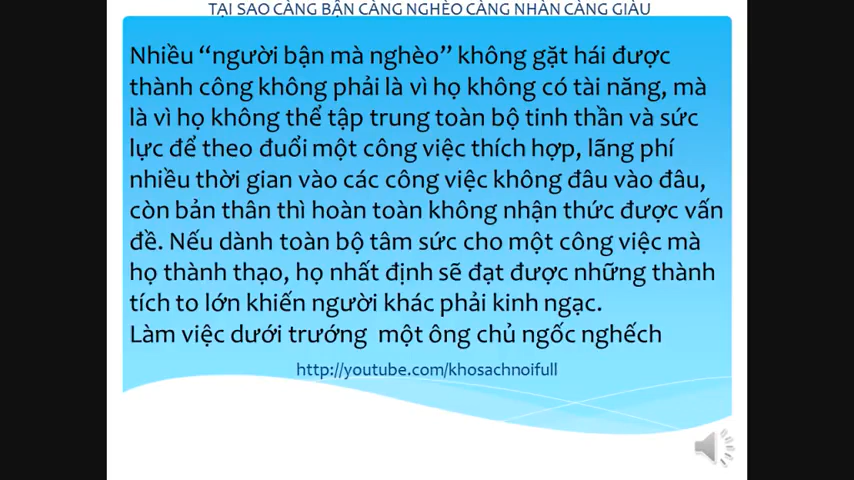 TẠI SAO CÀNG BẬN CÀNG NGHÈO CÀNG NHÀN CÀNG GIÀU
Nhiều “người bận mà nghèo” không gặt hái được
thành công không phải là vì họ không có tài năng, mà
là vì họ không thể tập trung toàn bộ tinh thần và sức
lực để theo đuổi một công việc thích hợp, lãng phí
nhiều thời gian vào các công việc không đâu vào đâu,
còn bản thân thì hoàn toàn không nhận thức được vấn
đề. Nếu dành toàn bộ tâm sức cho một công việc mà
họ thành thạo, họ nhất định sẽ đạt được những thành
tích to lớn khiến người khác phải kinh ngạc.
Làm việc dưới trướng một ông chủ ngốc nghếch
http://youtube.com/khosachnoifull